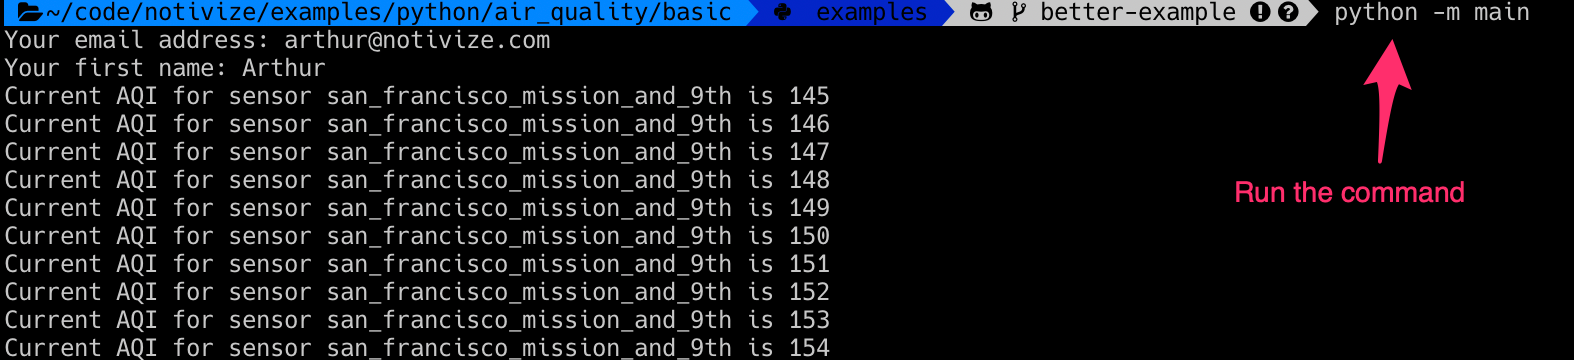 ~/code/notivize/examples/python/air_quality/basic examples better-example python -m main
Your email address: arthur@notivize.com
Your first name: Arthur
Current AQI for sensor san_francisco_mission_and_9th is 145
Current AQI for sensor san_francisco_mission_and_9th is 146
Current AQI for sensor san_francisco_mission_and_9th is 147
Current AQI for sensor san_francisco_mission_and_9th is 148
Current AQI for sensor san_francisco_mission_and_9th is 149
Current AQI for sensor san_francisco_mission_and_9th is 150
Current AQI for sensor san_francisco_mission_and_9th is 151
Current AQI for sensor san_francisco_mission_and_9th is 152
Current AQI for sensor san_francisco_mission_and_9th is 153
Current AQI for sensor san_francisco_mission_and_9th is 154
Run the command